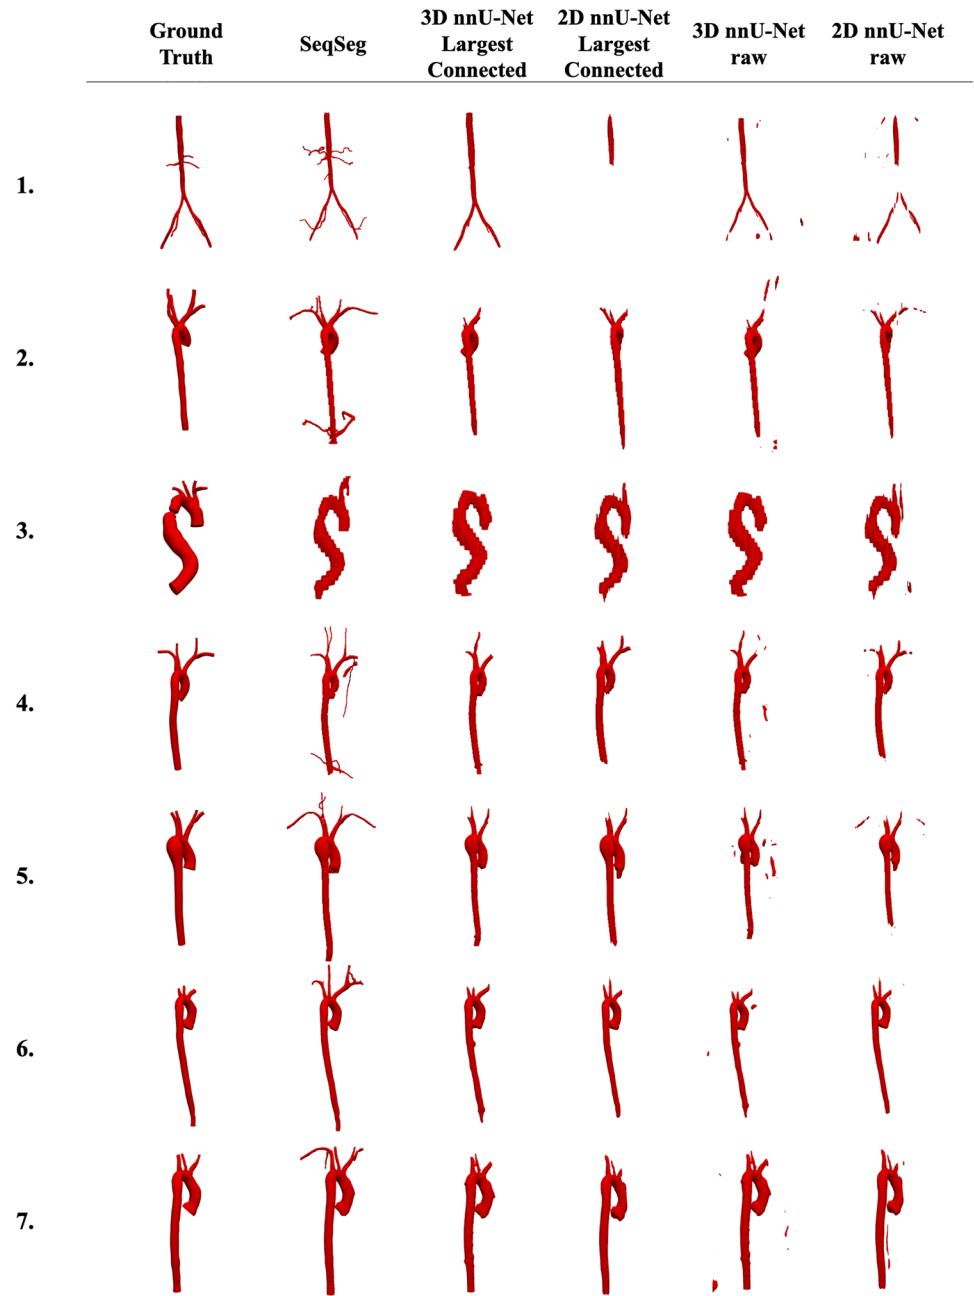 Ground
Truth
SeqSeg
3D nnU-Net
Largest
Connected
2D nnU-Net
Largest
Connected
3D nnU-Net
raw
2D nnU-Net
raw
1.
2.
3.
4.
5.
6.
7.